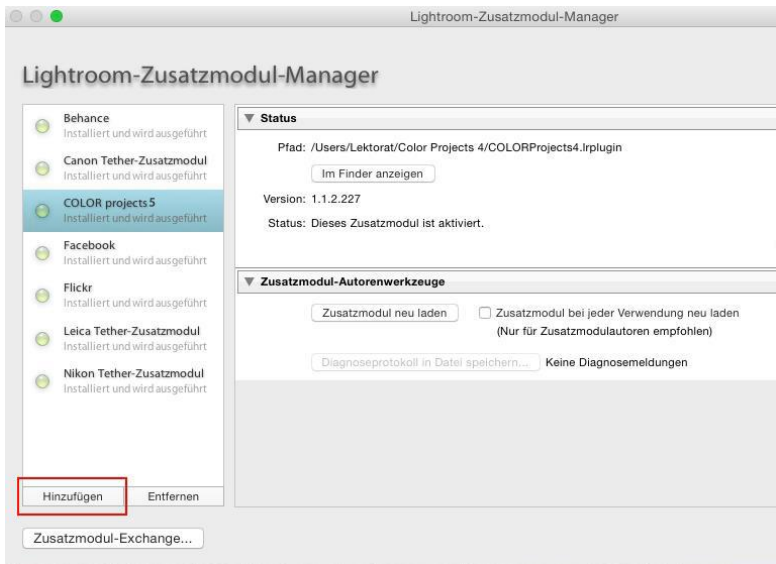 Lightroom-Zusatzmodul-Manager
Lightroom-Zusatzmodul-Manager
Behance
Installiert und wird ausgeführt
Canon Tether-Zusatzmodul
Installiert und wird ausgeführt
COLOR projects 5
Installiert und wird ausgeführt
Facebook
Installiert und wird ausgeführt
Flickr
Installiert und wird ausgeführt
Leica Tether-Zusatzmodul
Installiert und wird ausgeführt
Nikon Tether-Zusatzmodul
Installiert und wird ausgeführt
Hinzufügen Entfernen
Zusatzmodul-Exchange...
Status
Pfad: /Users/Lektorat/Color Projects 4/COLORProjects4.lrplugin
Im Finder anzeigen
Version: 1.1.2.227
Status: Dieses Zusatzmodul ist aktiviert.
Zusatzmodul-Autorenwerkzeuge
Zusatzmodul neu laden Zusatzmodul bei jeder Verwendung neu laden
(Nur für Zusatzmodulautoren empfohlen)
Diagnoseprotokoll in Datei speichern... Keine Diagnosemeldungen